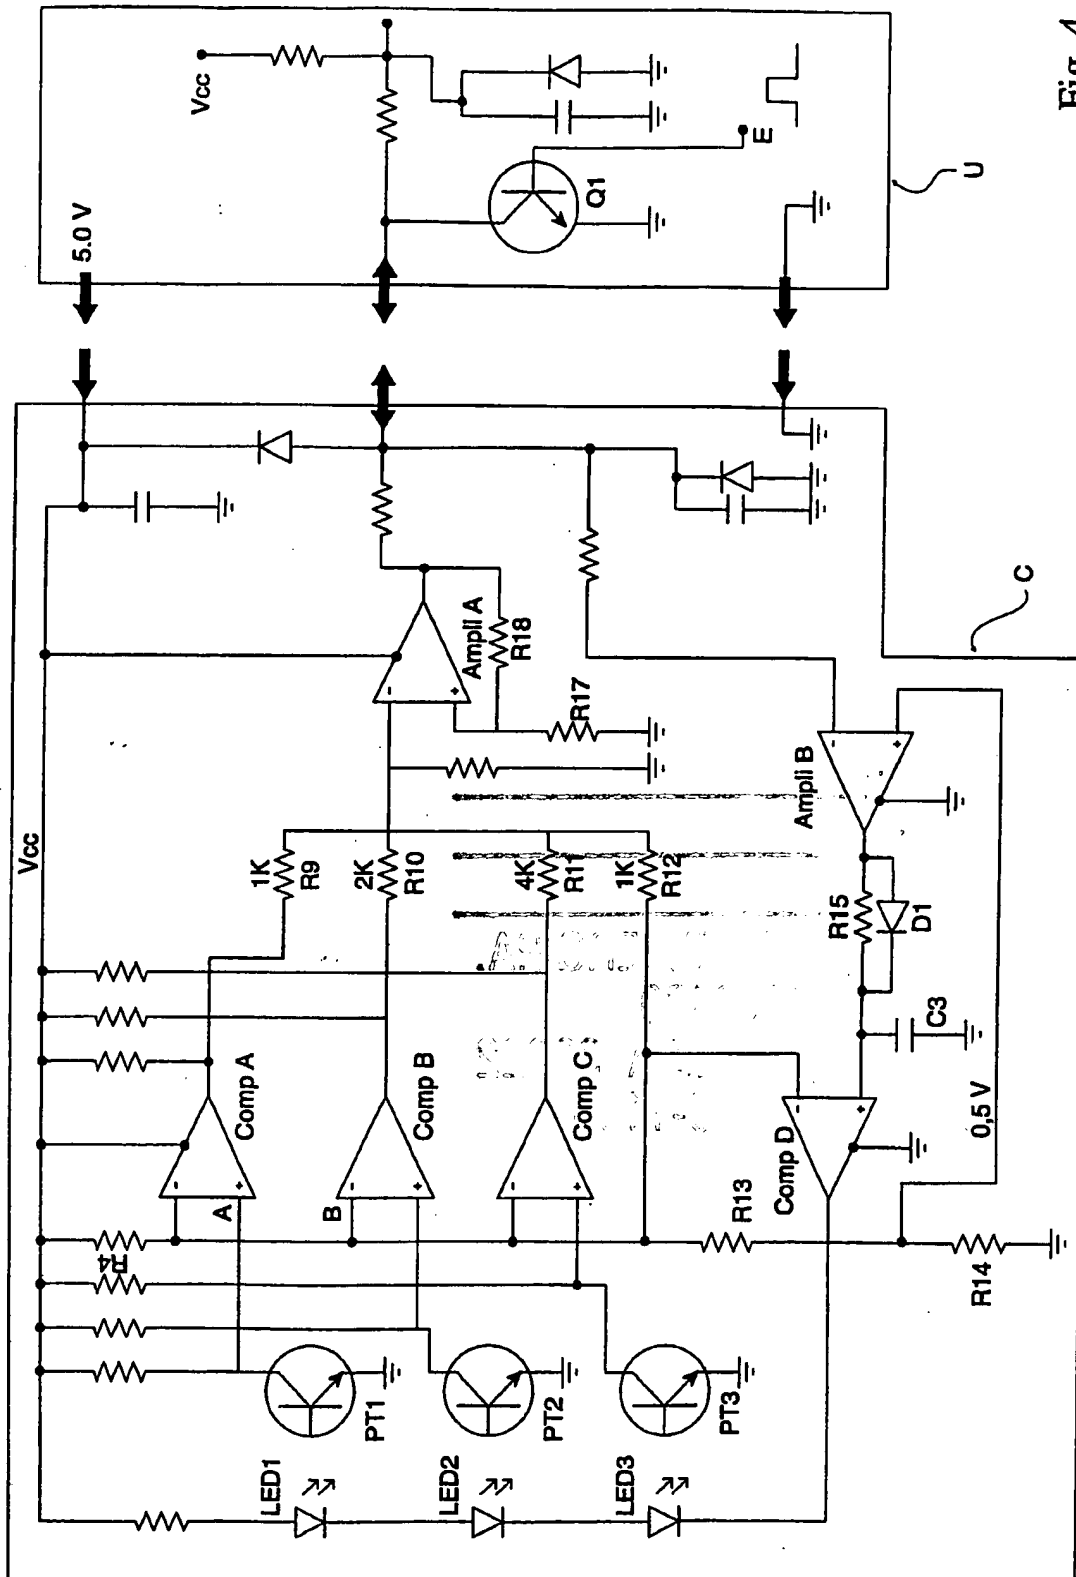 Fig. 4
Vcc
5.0 V
Q1
E
U
C
Vcc
Ampli A
R18
R17
1K
R9
2K
R10
4K
R11
1K
R12
Ampli B
R15
D1
C3
0,5 V
Comp A
Comp B
Comp C
Comp D
-
+
-
+
-
+
-
+
-
+
-
+
A
B
R4
R13
R14
PT1
PT2
PT3
LED1
LED2
LED3